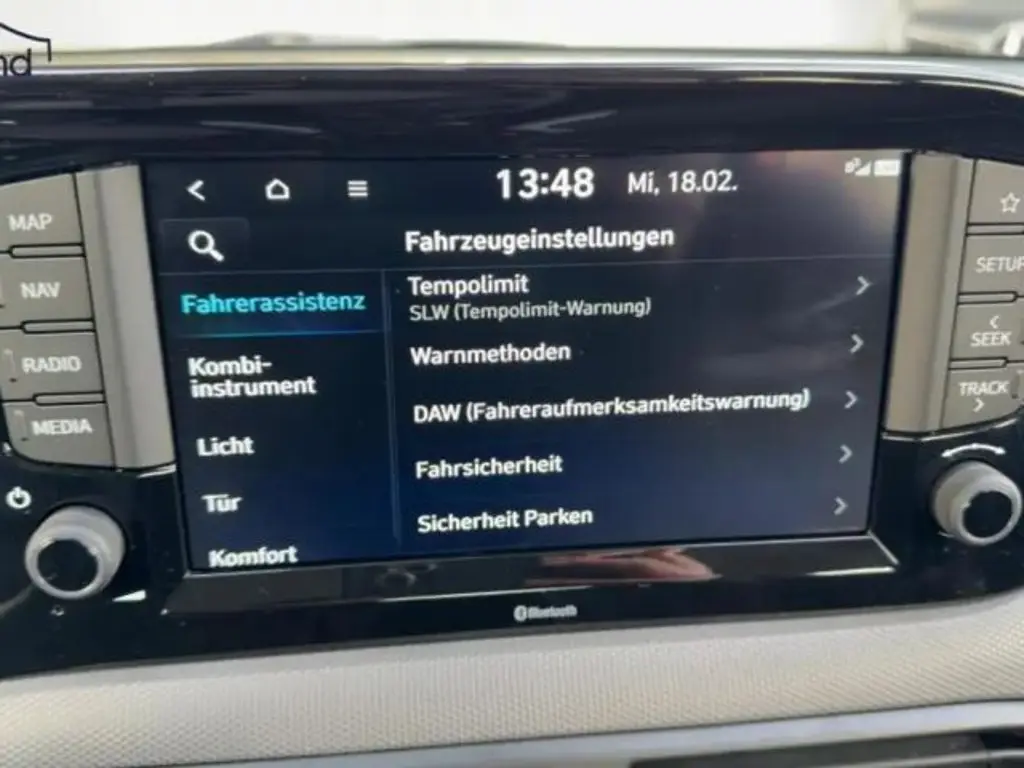 nd
13:48 Mi, 18.02.
Fahrzeugeinstellungen
Fahrerassistenz
Kombi-
instrument
Licht
Tür
Komfort
Tempolimit
SLW (Tempolimit-Warnung)
Warnmethoden
DAW (Fahreraufmerksamkeitswarnung)
Fahrsicherheit
Sicherheit Parken
MAP
NAV
RADIO
MEDIA
SETUP
SEEK
TRACK
Bluetooth